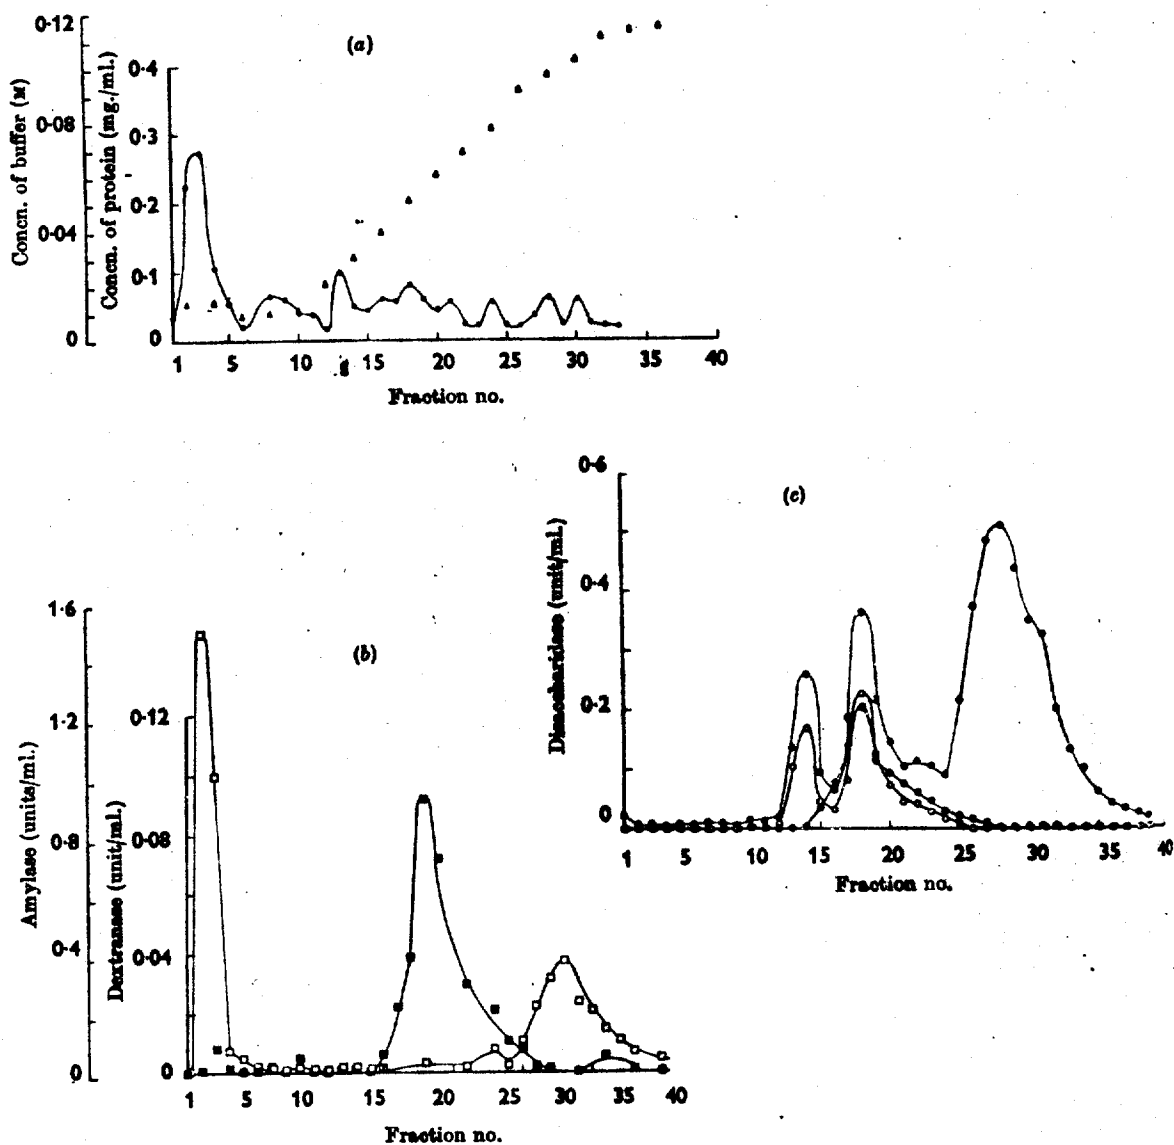 (a)
Concn. of buffer (M)
0·12
0·08
0·04
0
Concn. of protein (mg./ml.)
0·4
0·3
0·2
0·1
0
1 5 10 15 20 25 30 35 40
Fraction no.
(b)
Amylase (units/ml.)
1·6
1·2
0·8
0·4
0
Dextranase (unit/ml.)
0·12
0·08
0·04
0
1 5 10 15 20 25 30 35 40
Fraction no.
(c)
Disaccharidase (unit/ml.)
0·6
0·4
0·2
0
1 5 10 15 20 25 30 35 40
Fraction no.